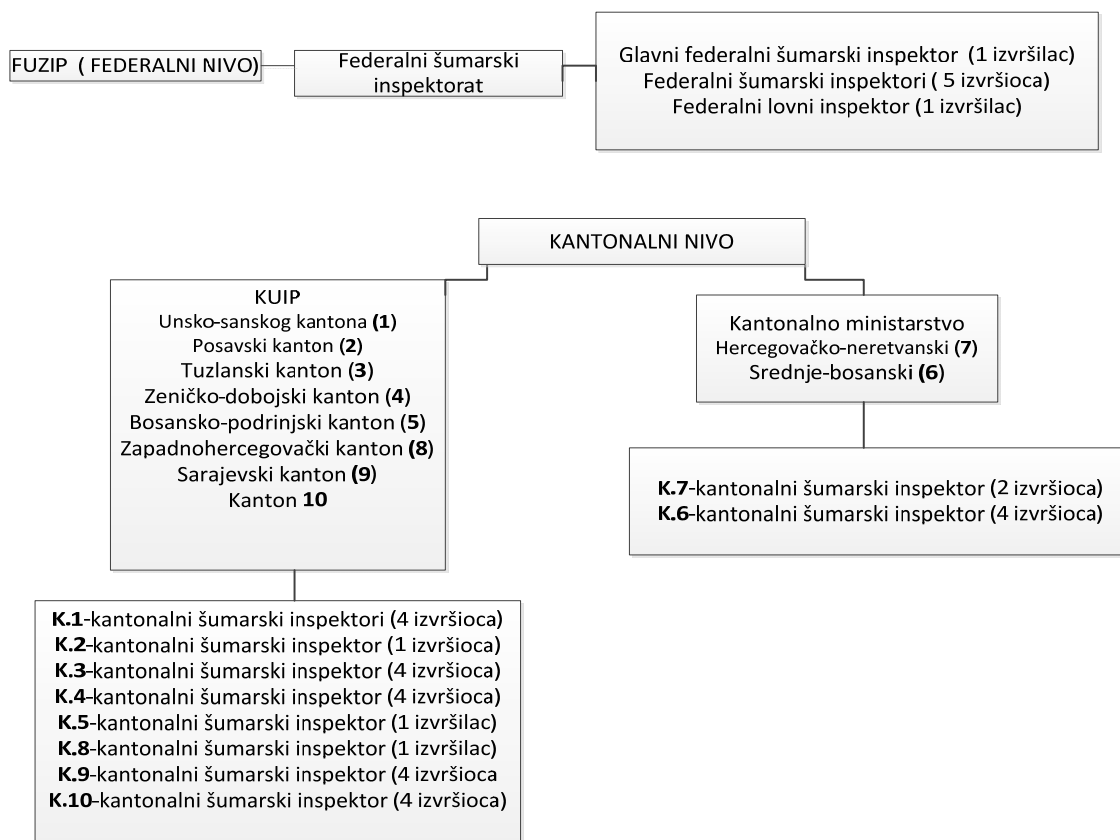 FUZIP ( FEDERALNI NIVO)
Federalni šumarski
inspektorat
Glavni federalni šumarski inspektor (1 izvršilac)
Federalni šumarski inspektori ( 5 izvršioca)
Federalni lovni inspektor (1 izvršilac)
KANTONALNI NIVO
KUIP
Unsko-sanskog kantona (1)
Posavski kanton (2)
Tuzlanski kanton (3)
Zeničko-dobojski kanton (4)
Bosansko-podrinjski kanton (5)
Zapadnohercegovački kanton (8)
Sarajevski kanton (9)
Kanton 10
Kantonalno ministarstvo
Hercegovačko-neretvanski (7)
Srednje-bosanski (6)
K.7-kantonalni šumarski inspektor (2 izvršioca)
K.6-kantonalni šumarski inspektor (4 izvršioca)
K.1-kantonalni šumarski inspektori (4 izvršioca)
K.2-kantonalni šumarski inspektor (1 izvršioca)
K.3-kantonalni šumarski inspektor (4 izvršioca)
K.4-kantonalni šumarski inspektor (4 izvršioca)
K.5-kantonalni šumarski inspektor (1 izvršilac)
K.8-kantonalni šumarski inspektor (1 izvršilac)
K.9-kantonalni šumarski inspektor (4 izvršioca
K.10-kantonalni šumarski inspektor (4 izvršioca)